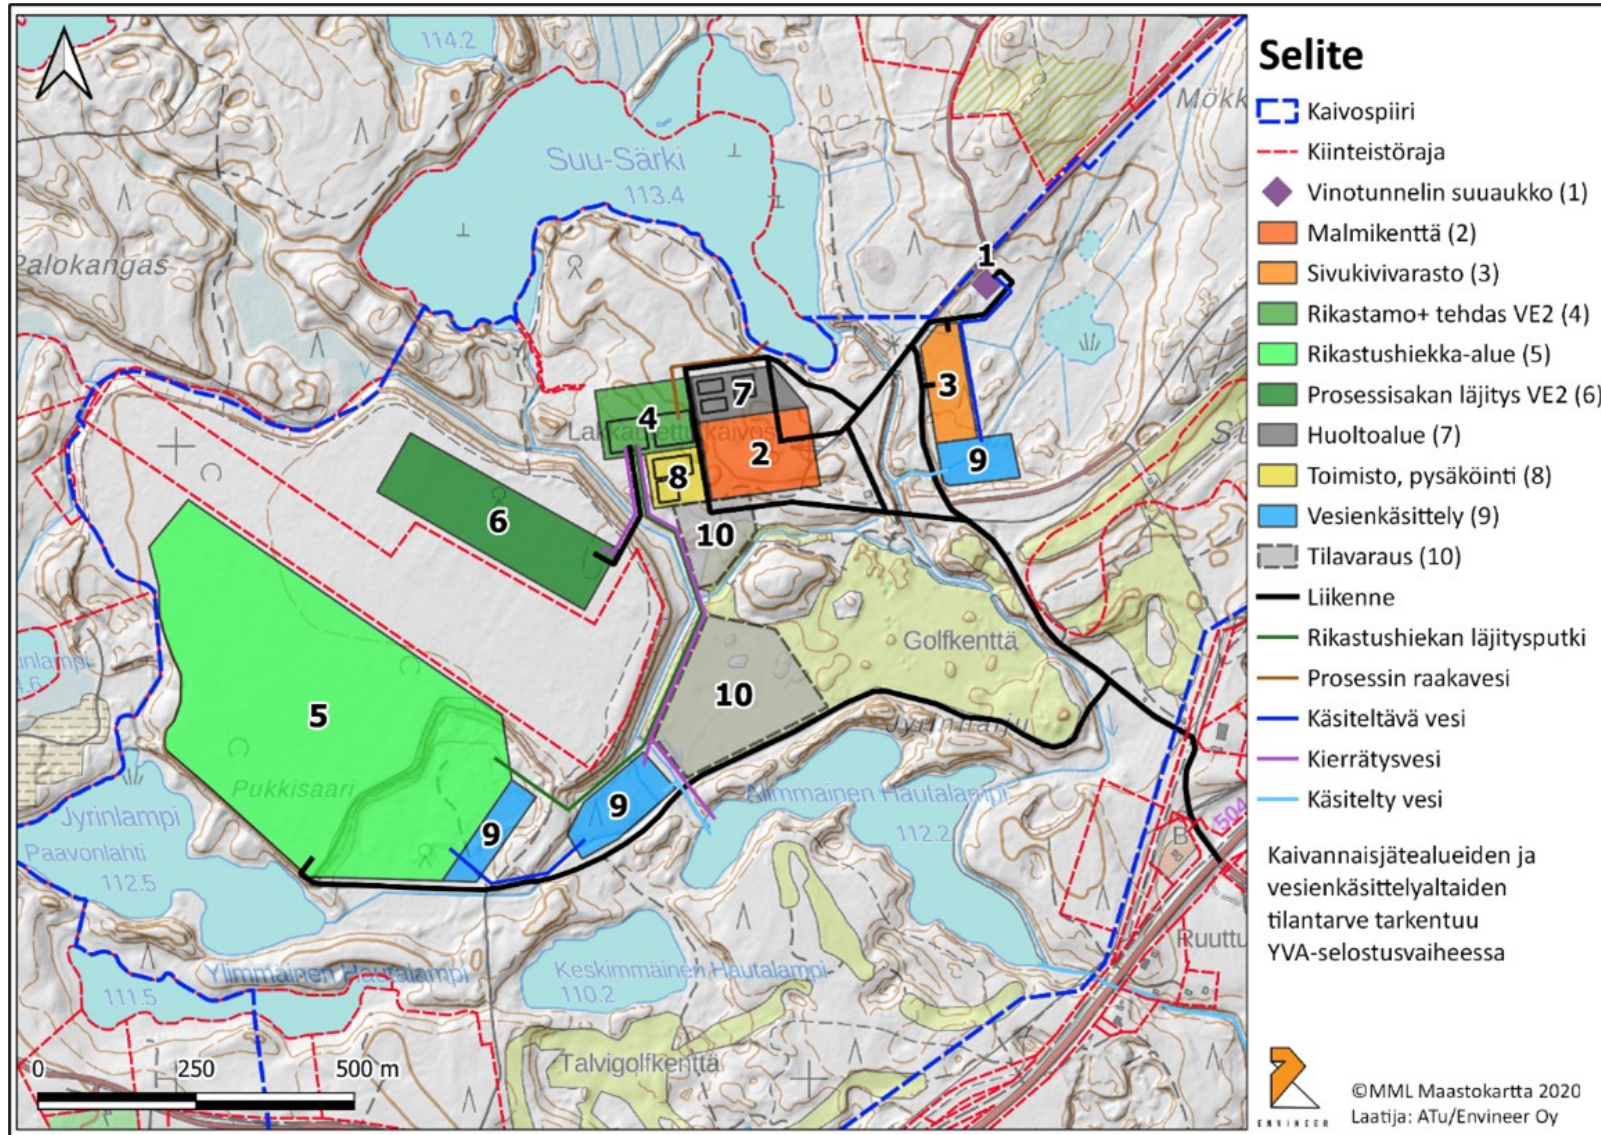 114.2
Suu-Särki
113.4
Mökk
Palokangas
1
7
4
3
Lakkautettu kaivos
2
9
8
6
10
5
10
Golfkenttä
Jyrinharju
Pukkisaari
Jyrinlampi
Paavonlahti
112.5
9
9
Alimmainen Hautalampi
112.2
504
B
Ruuttu
Ylimmäinen Hautalampi
111.5
Keskimmäinen Hautalampi
110.2
Talvigolfkenttä
0 250 500 m
Selite
Kaivospiiri
Kiinteistöraja
Vinotunnelin suuaukko (1)
Malmikenttä (2)
Sivukivivarasto (3)
Rikastamo+ tehdas VE2 (4)
Rikastushiekka-alue (5)
Prosessisakan läjitys VE2 (6)
Huoltoalue (7)
Toimisto, pysäköinti (8)
Vesienkäsittely (9)
Tilavaraus (10)
Liikenne
Rikastushiekan läjitysputki
Prosessin raakavesi
Käsiteltävä vesi
Kierrätysvesi
Käsitelty vesi
Kaivannaisjätealueiden ja
vesienkäsittelyaltaiden
tilantarve tarkentuu
YVA-selostusvaiheessa
ENVINEER
©MML Maastokartta 2020
Laatija: ATu/Envineer Oy